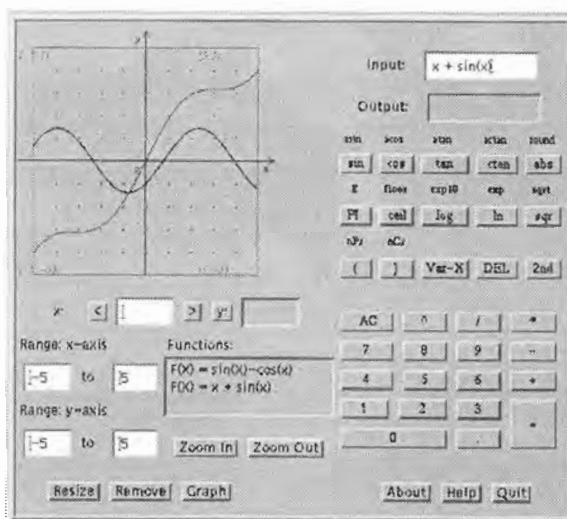 Input: x + sin(x)
Output:
asin acos atan actan round
sin cos tan ctan abs
E floor exp10 exp sqrt
PI ceil log ln sqr
nPr nCr
( ) Var-X DEL 2nd
x: < > y:
AC ^ / *
Range: x-axis
Functions:
7 8 9 -
-5 to 5
F(X) = sin(x)-cos(x)
F(X) = x + sin(x)
4 5 6 +
Range: y-axis
1 2 3 =
-5 to 5
Zoom In Zoom Out
0 .
Resize Remove Graph
About Help Quit